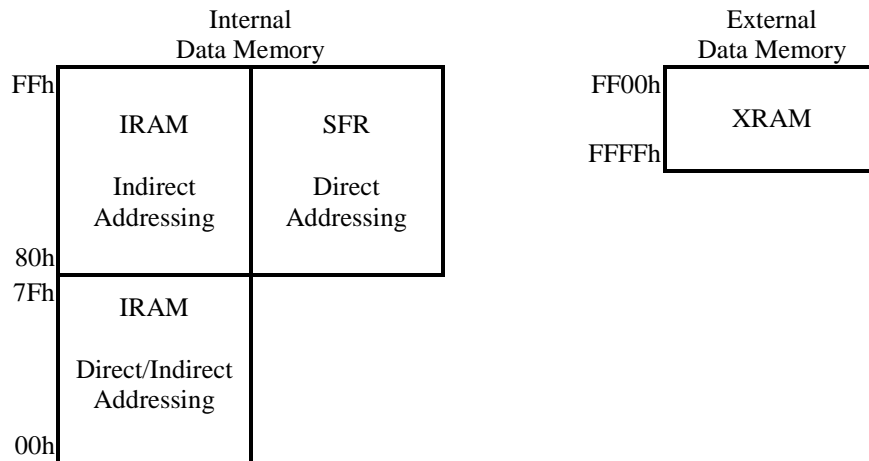 Internal
Data Memory
FFh
IRAM
Indirect
Addressing
80h
SFR
Direct
Addressing
7Fh
IRAM
Direct/Indirect
Addressing
00h
External
Data Memory
FF00h
XRAM
FFFFh